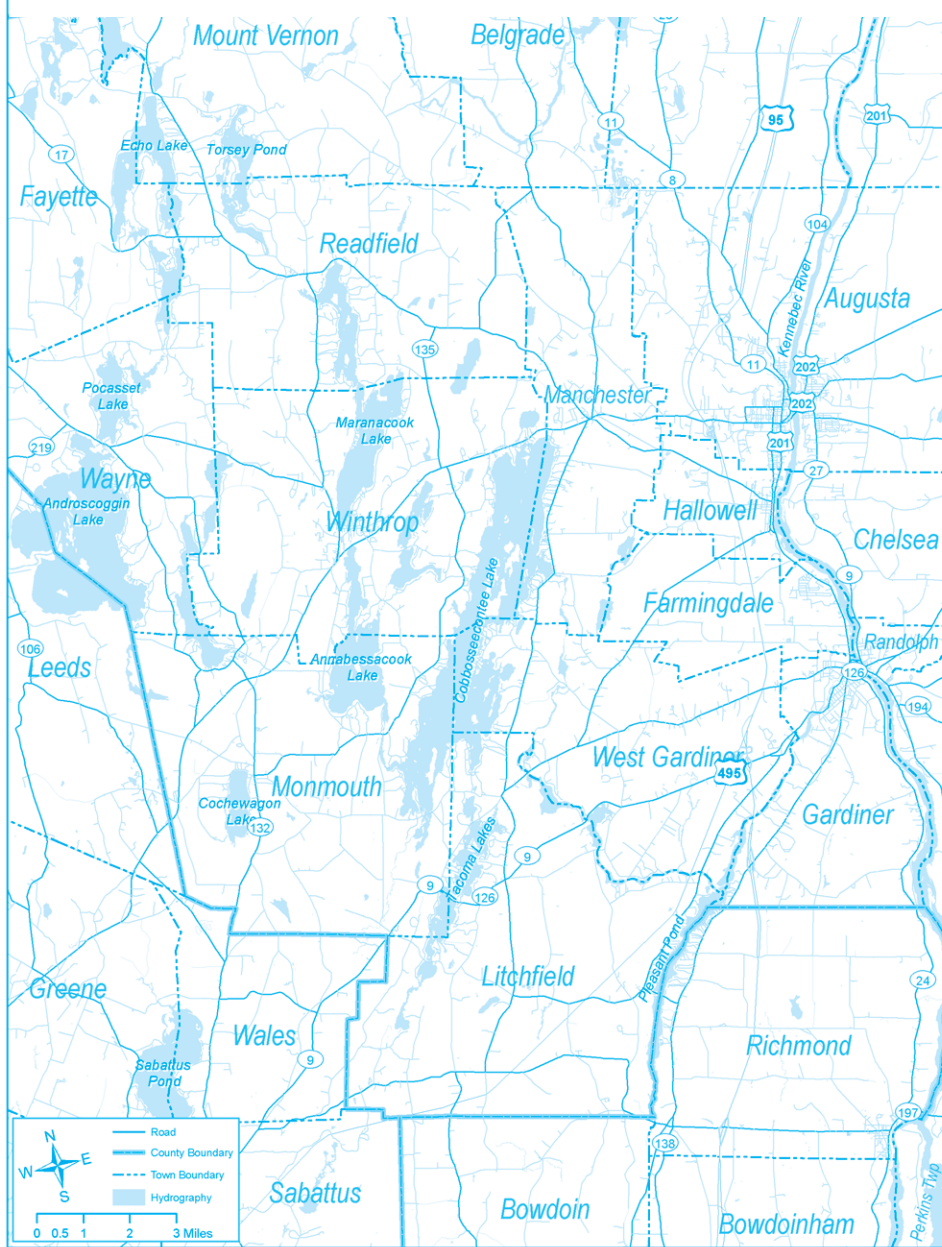 Mount Vernon
Belgrade
95
201
11
Echo Lake
Torsey Pond
17
8
Fayette
104
Readfield
Kennebec River
Augusta
135
11
202
Pocasset
Lake
Manchester
202
Maranacook
Lake
201
219
27
Wayne
Androscoggin
Lake
Winthrop
Hallowell
Chelsea
Cobbosseecontee Lake
9
Farmingdale
Randolph
106
Leeds
Annabessacook
Lake
126
194
West Gardiner
495
Monmouth
Cochewagon
Lake
132
Gardiner
Tacoma Lakes
9
9
126
Pleasant Pond
Litchfield
24
Greene
Wales
9
Richmond
Sabattus
Pond
197
138
N
W
E
S
Road
County Boundary
Town Boundary
Hydrography
0 0.5 1 2 3 Miles
Sabattus
Bowdoin
Bowdoinham
Perkins Twp